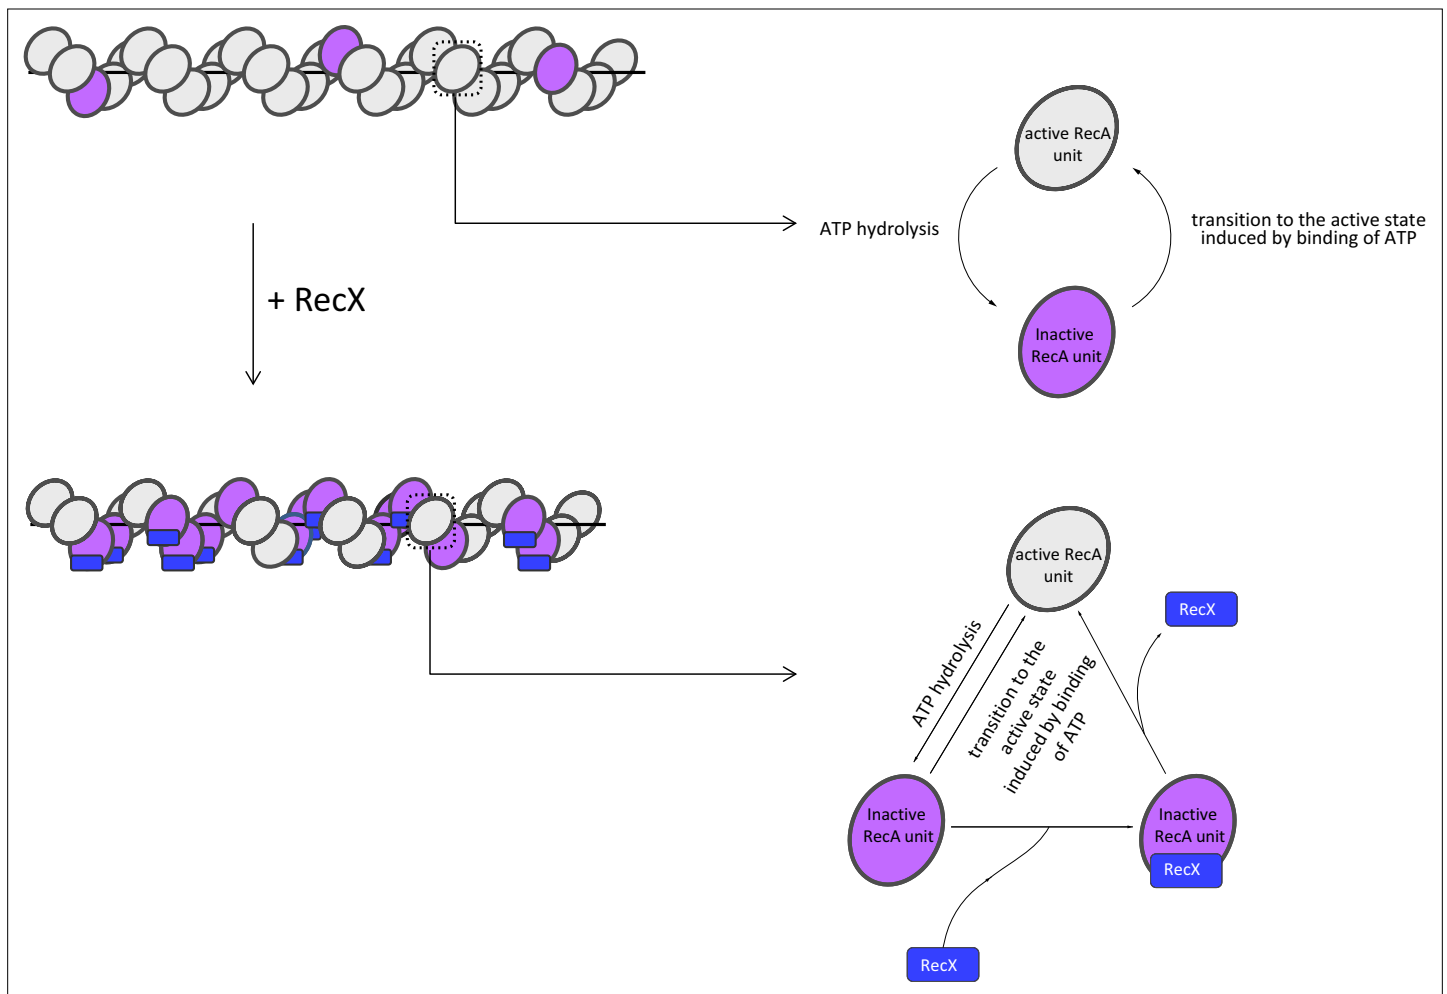 active RecA
unit
ATP hydrolysis
transition to the active state
induced by binding of ATP
+ RecX
Inactive
RecA unit
active RecA
unit
RecX
ATP hydrolysis
transition to the
active state
induced by binding
of ATP
Inactive
RecA unit
Inactive
RecA unit
RecX
RecX